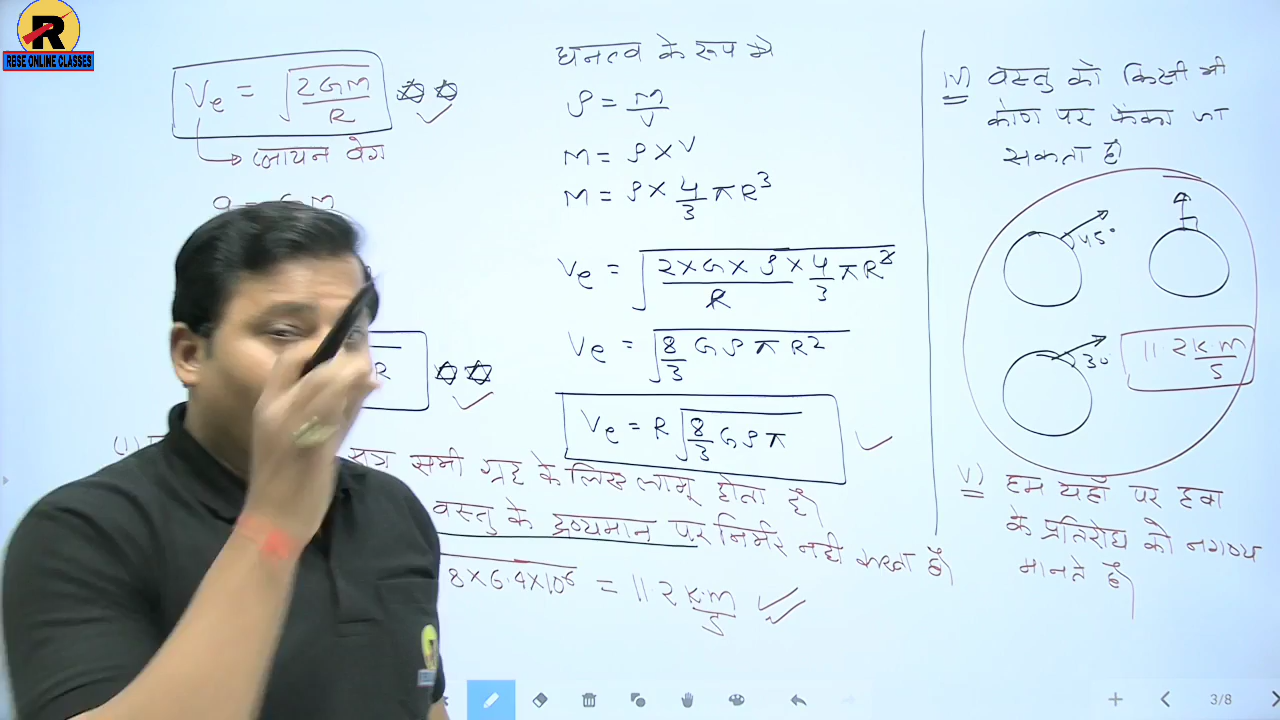 R
RBSE ONLINE CLASSES
Ve = √(2GM/R)
लायन वेग
g = GM
R
सूत्र सभी ग्रह के लिए लागू होता है।
वस्तु के द्रव्यमान पर निर्भर नही करता है।
8 × 6.4 × 10⁶ = 11.2 km/s
घनत्व के रूप मे
ρ = M/V
M = ρ × V
M = ρ × 4/3 π R³
Ve = √(2 × G × ρ × 4/3 π R³/R)
Ve = √(8/3 G ρ π R²)
Ve = R √(8/3 G ρ π)
iv) वस्तु को किसी भी
कोण पर फेंका जा
सकता है।
45°
30
11.2 km/s
v) हम यहाँ पर हवा
के प्रतिरोध को नगण्य
मानते है।
3/8